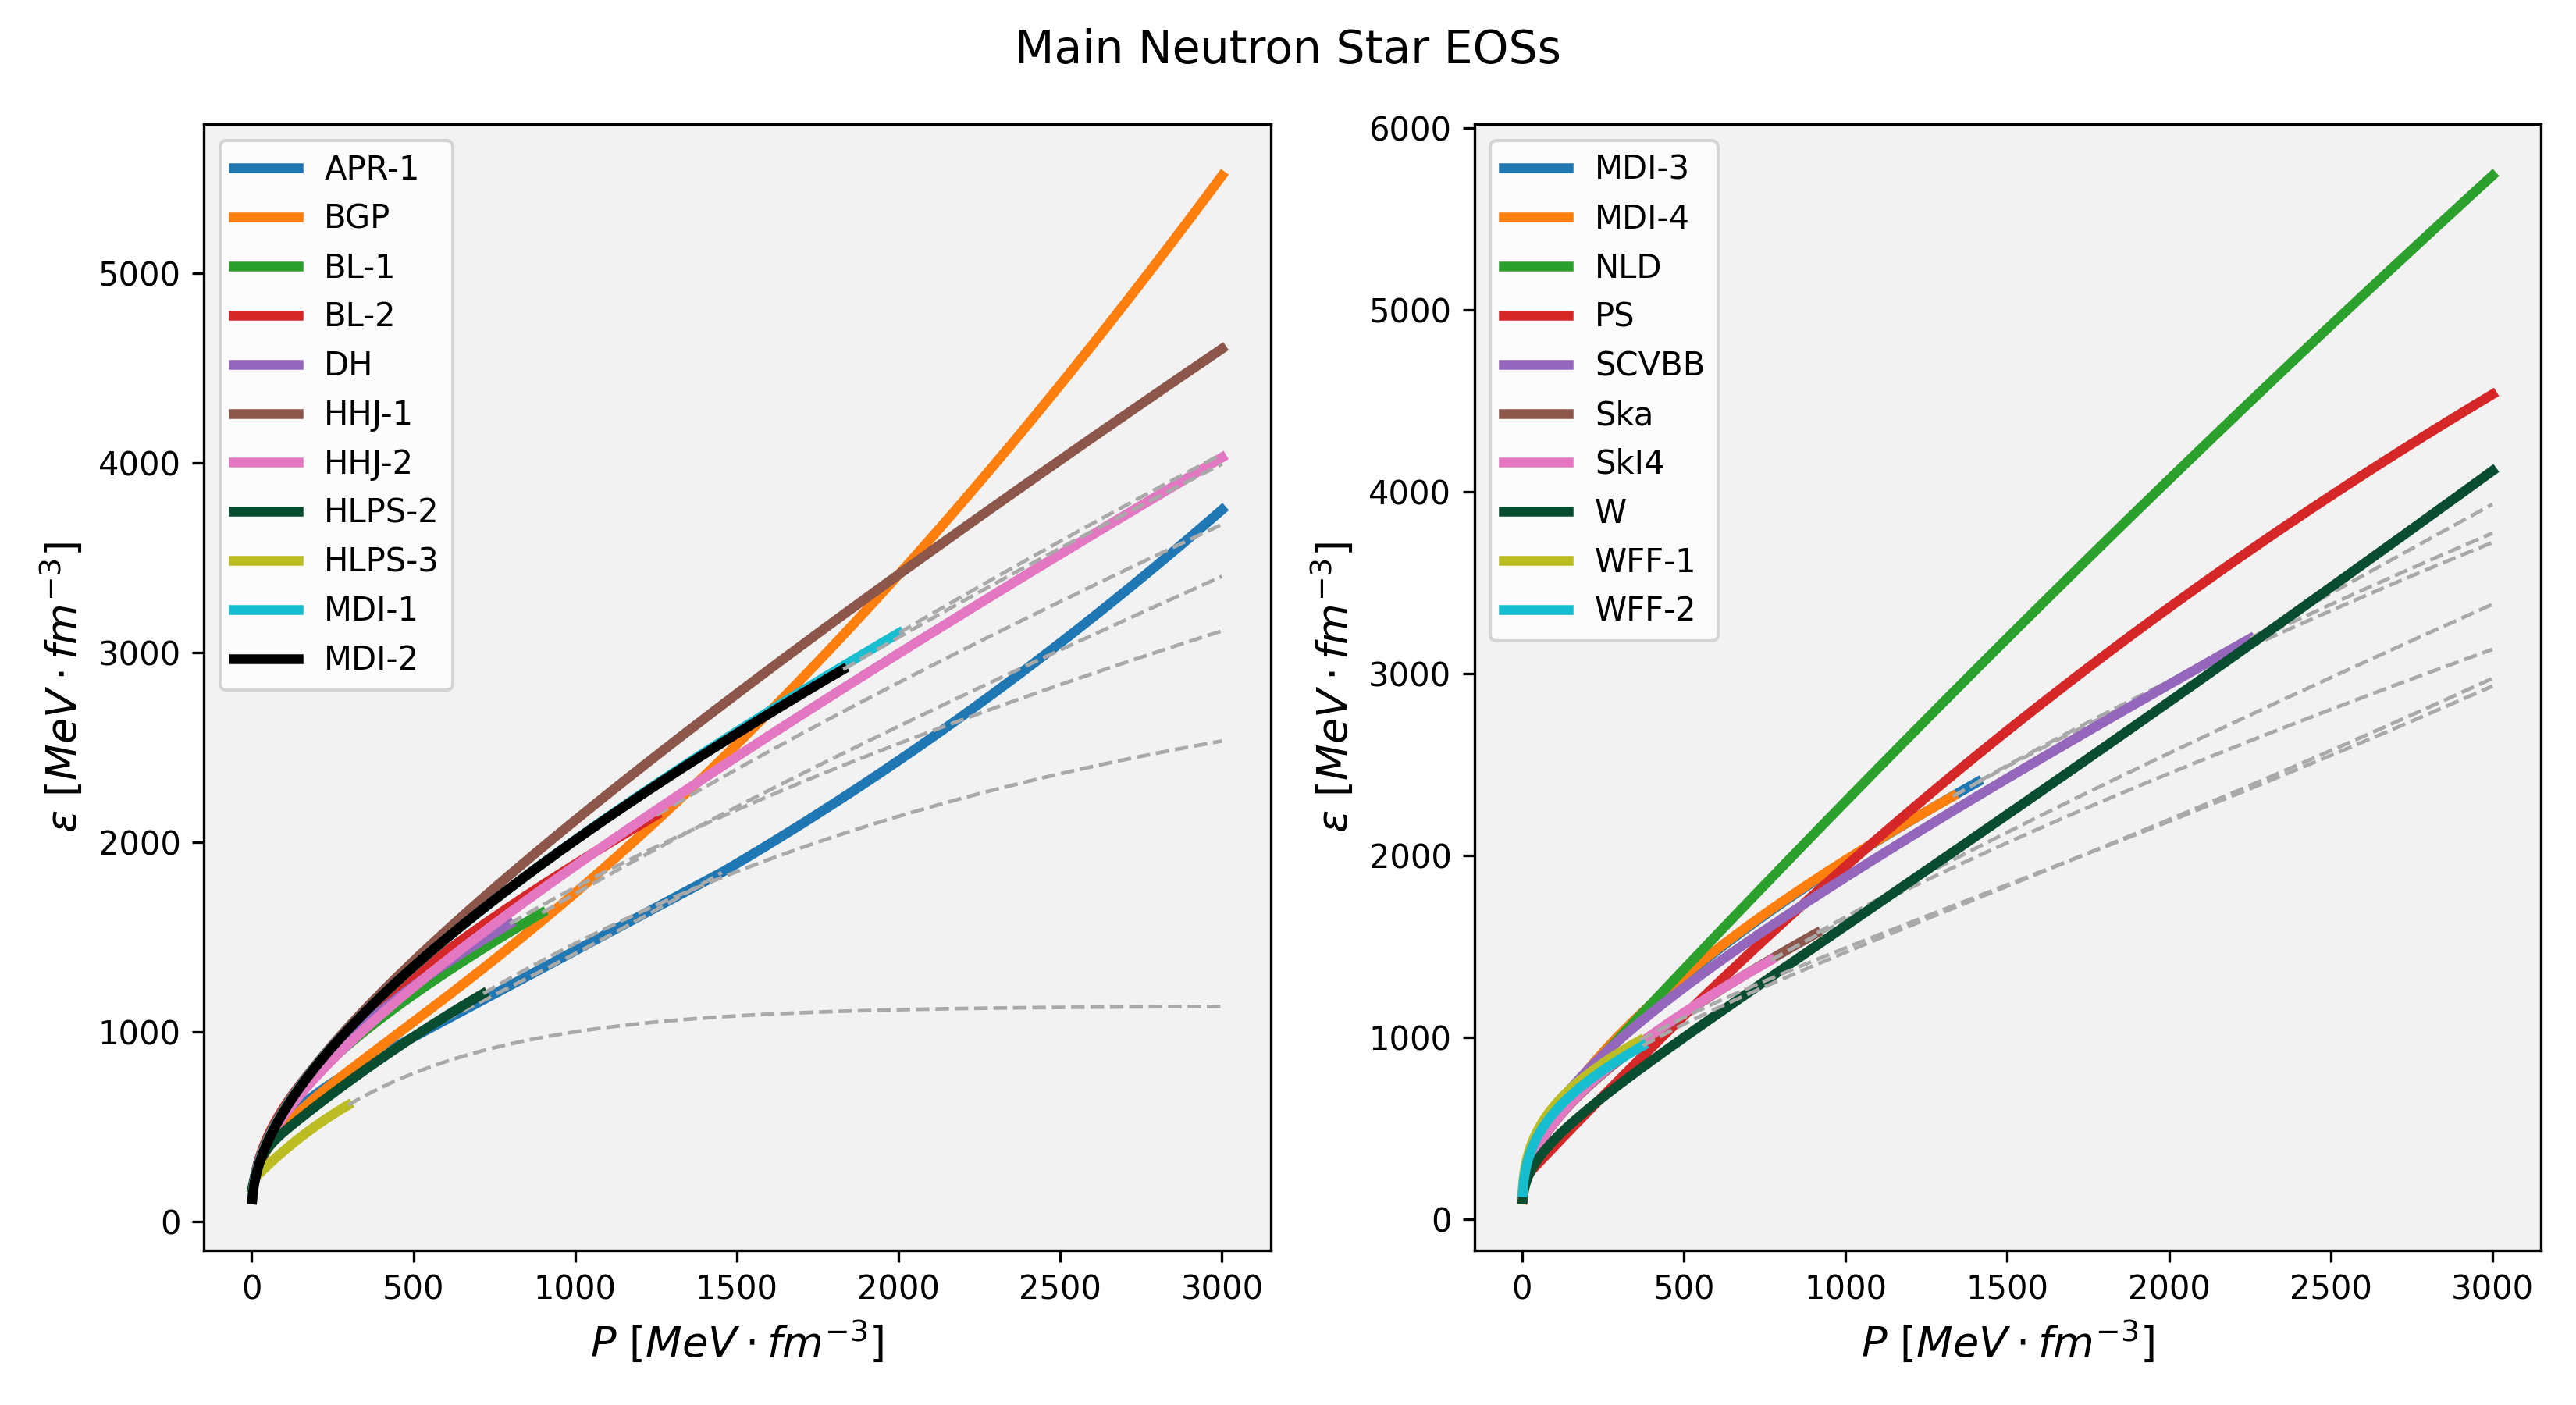 Main Neutron Star EOSs
APR-1
BGP
BL-1
BL-2
DH
HHJ-1
HHJ-2
HLPS-2
HLPS-3
MDI-1
MDI-2
5000
4000
3000
2000
1000
0
ε [MeV · fm⁻³]
0 500 1000 1500 2000 2500 3000
P [MeV · fm⁻³]
MDI-3
MDI-4
NLD
PS
SCVBB
Ska
SkI4
W
WFF-1
WFF-2
6000
5000
4000
3000
2000
1000
0
ε [MeV · fm⁻³]
0 500 1000 1500 2000 2500 3000
P [MeV · fm⁻³]